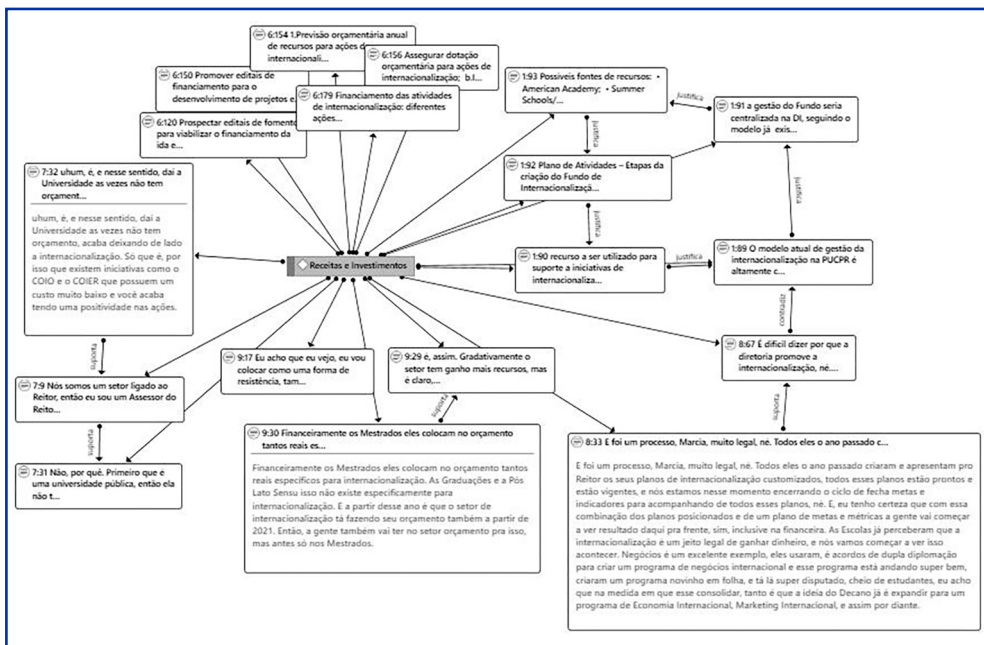 6:154 1.Previsão orçamentária anual
de recursos para ações d
internacionali...
6:156 Assegurar dotação
orçamentária para ações de
internacionalização; b.I...
6:150 Promover editais de
financiamento para o
desenvolvimento de projetos e.
6:179 Financiamento das atividades
de internacionalização: diferentes
ações...
6:120 Prospectar editais de fomento
para viabilizar o financiamento da
ida e...
1:93 Possíveis fontes de recursos: •
American Academy; • Summer
Schools/...
justifica
1:91 a gestão do Fundo seria
centralizada na DI, seguindo o
modelo já exis...
justifica
1:92 Plano de Atividades – Etapas da
criação do Fundo de
Internacionalizaçã...
justifica
justifica
7:32 uhum, é, e nesse sentido, daí a
Universidade as vezes não tem
orçament...
uhum, é, e nesse sentido, daí a
Universidade as vezes não tem
orçamento, acaba deixando de lado
a internacionalização. Só que é, por
isso que existem iniciativas como o
COIO e o COIER que possuem um
custo muito baixo e você acaba
tendo uma positividade nas ações.
Receitas e Investimentos
1:90 recurso a ser utilizado para
suporte a iniciativas de
internacionaliza...
justifica
1:89 O modelo atual de gestão da
internacionalização na PUCPR é
altamente c...
contradiz
suporta
9:17 Eu acho que eu vejo, eu vou
colocar como uma forma de
resistência, tam...
9:29 é, assim. Gradativamente o
setor tem ganho mais recursos, mas
é claro,...
8:67 É difícil dizer por que a
diretoria promove a
internacionalização, né....
7:9 Nós somos um setor ligado ao
Reitor, então eu sou um Assessor do
Reito...
suporta
suporta
suporta
7:31 Não, por quê. Primeiro que é
uma universidade pública, então ela
não t...
9:30 Financeiramente os Mestrados eles colocam no orçamento
tantos reais es...
Financeiramente os Mestrados eles colocam no orçamento tantos
reais específicos para internacionalização. As Graduações e a Pós
Lato Sensu isso não existe especificamente para
internacionalização. E a partir desse ano é que o setor de
internacionalização tá fazendo seu orçamento também a partir de
2021. Então, a gente também vai ter no setor orçamento pra isso,
mas antes só nos Mestrados.
8:33 E foi um processo, Marcia, muito legal, né. Todos eles o ano passado c...
E foi um processo, Marcia, muito legal, né. Todos eles o ano passado criaram e apresentam pro
Reitor os seus planos de internacionalização customizados, todos esses planos estão prontos e
estão vigentes, e nós estamos nesse momento encerrando o ciclo de fecha metas e
indicadores para acompanhando de todos esses planos, né. E, eu tenho certeza que com essa
combinação dos planos posicionados e de um plano de metas e métricas a gente vai começar
a ver resultado daqui pra frente, sim, inclusive na financeira. As Escolas já perceberam que a
internacionalização é um jeito legal de ganhar dinheiro, e nós vamos começar a ver isso
acontecer. Negócios é um excelente exemplo, eles usaram, é acordos de dupla diplomação
para criar um programa de negócios internacional e esse programa está andando super bem,
criaram um programa novinho em folha, e tá lá super disputado, cheio de estudantes, eu acho
que na medida em que esse consolidar, tanto é que a ideia do Decano já é expandir para um
programa de Economia Internacional, Marketing Internacional, e assim por diante.